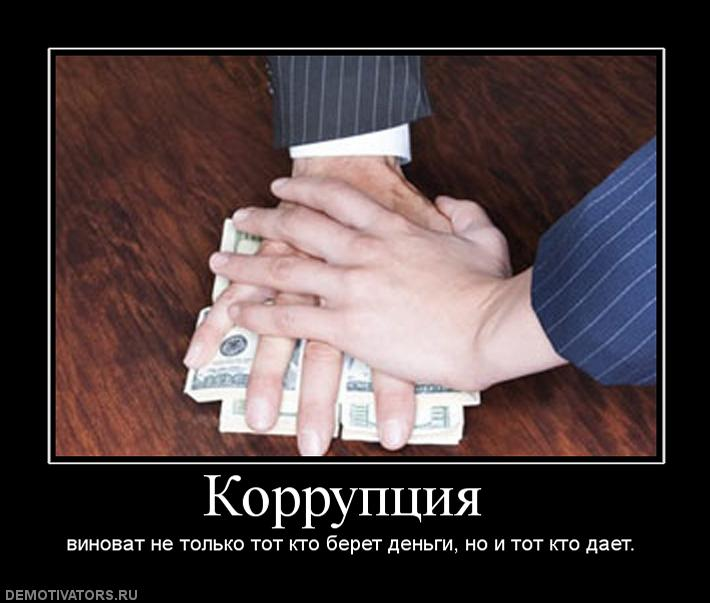 Коррупция
виноват не только тот кто берет деньги, но и тот кто дает.
DEMOTIVATORS.RU